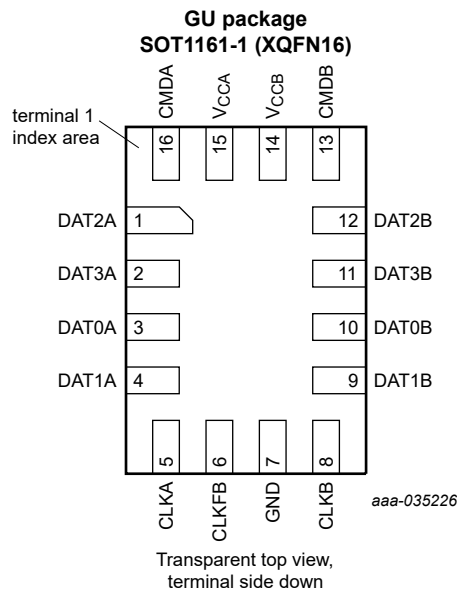 GU package
SOT1161-1 (XQFN16)
CMDA
VCCA
VCCB
CMDB
terminal 1
index area
16
15
14
13
DAT2A 1
12 DAT2B
DAT3A 2
11 DAT3B
DAT0A 3
10 DAT0B
DAT1A 4
9 DAT1B
5
6
7
8
CLKA
CLKFB
GND
CLKB
aaa-035226
Transparent top view,
terminal side down